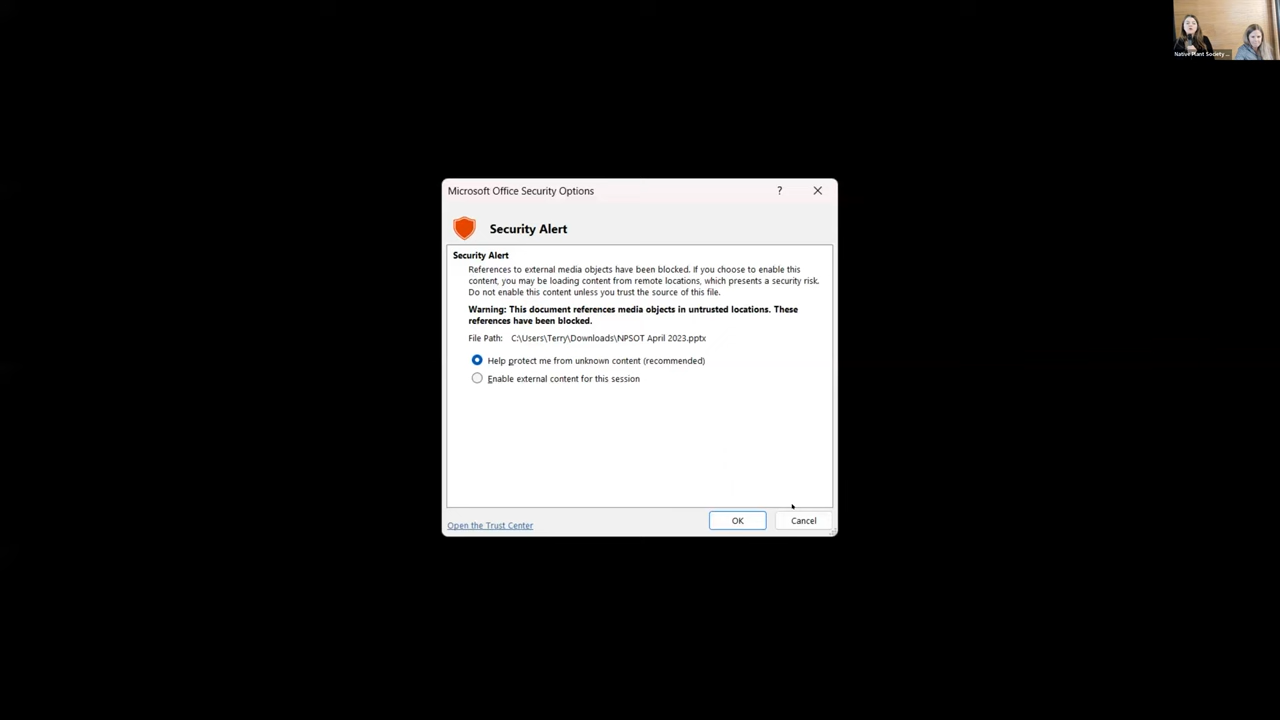 Native Plant Society ...
Microsoft Office Security Options
?
Security Alert
Security Alert
References to external media objects have been blocked. If you choose to enable this
content, you may be loading content from remote locations, which presents a security risk.
Do not enable this content unless you trust the source of this file.
Warning: This document references media objects in untrusted locations. These
references have been blocked.
File Path: C:\Users\Terry\Downloads\NPSOT April 2023.pptx
Help protect me from unknown content (recommended)
Enable external content for this session
Open the Trust Center
OK
Cancel